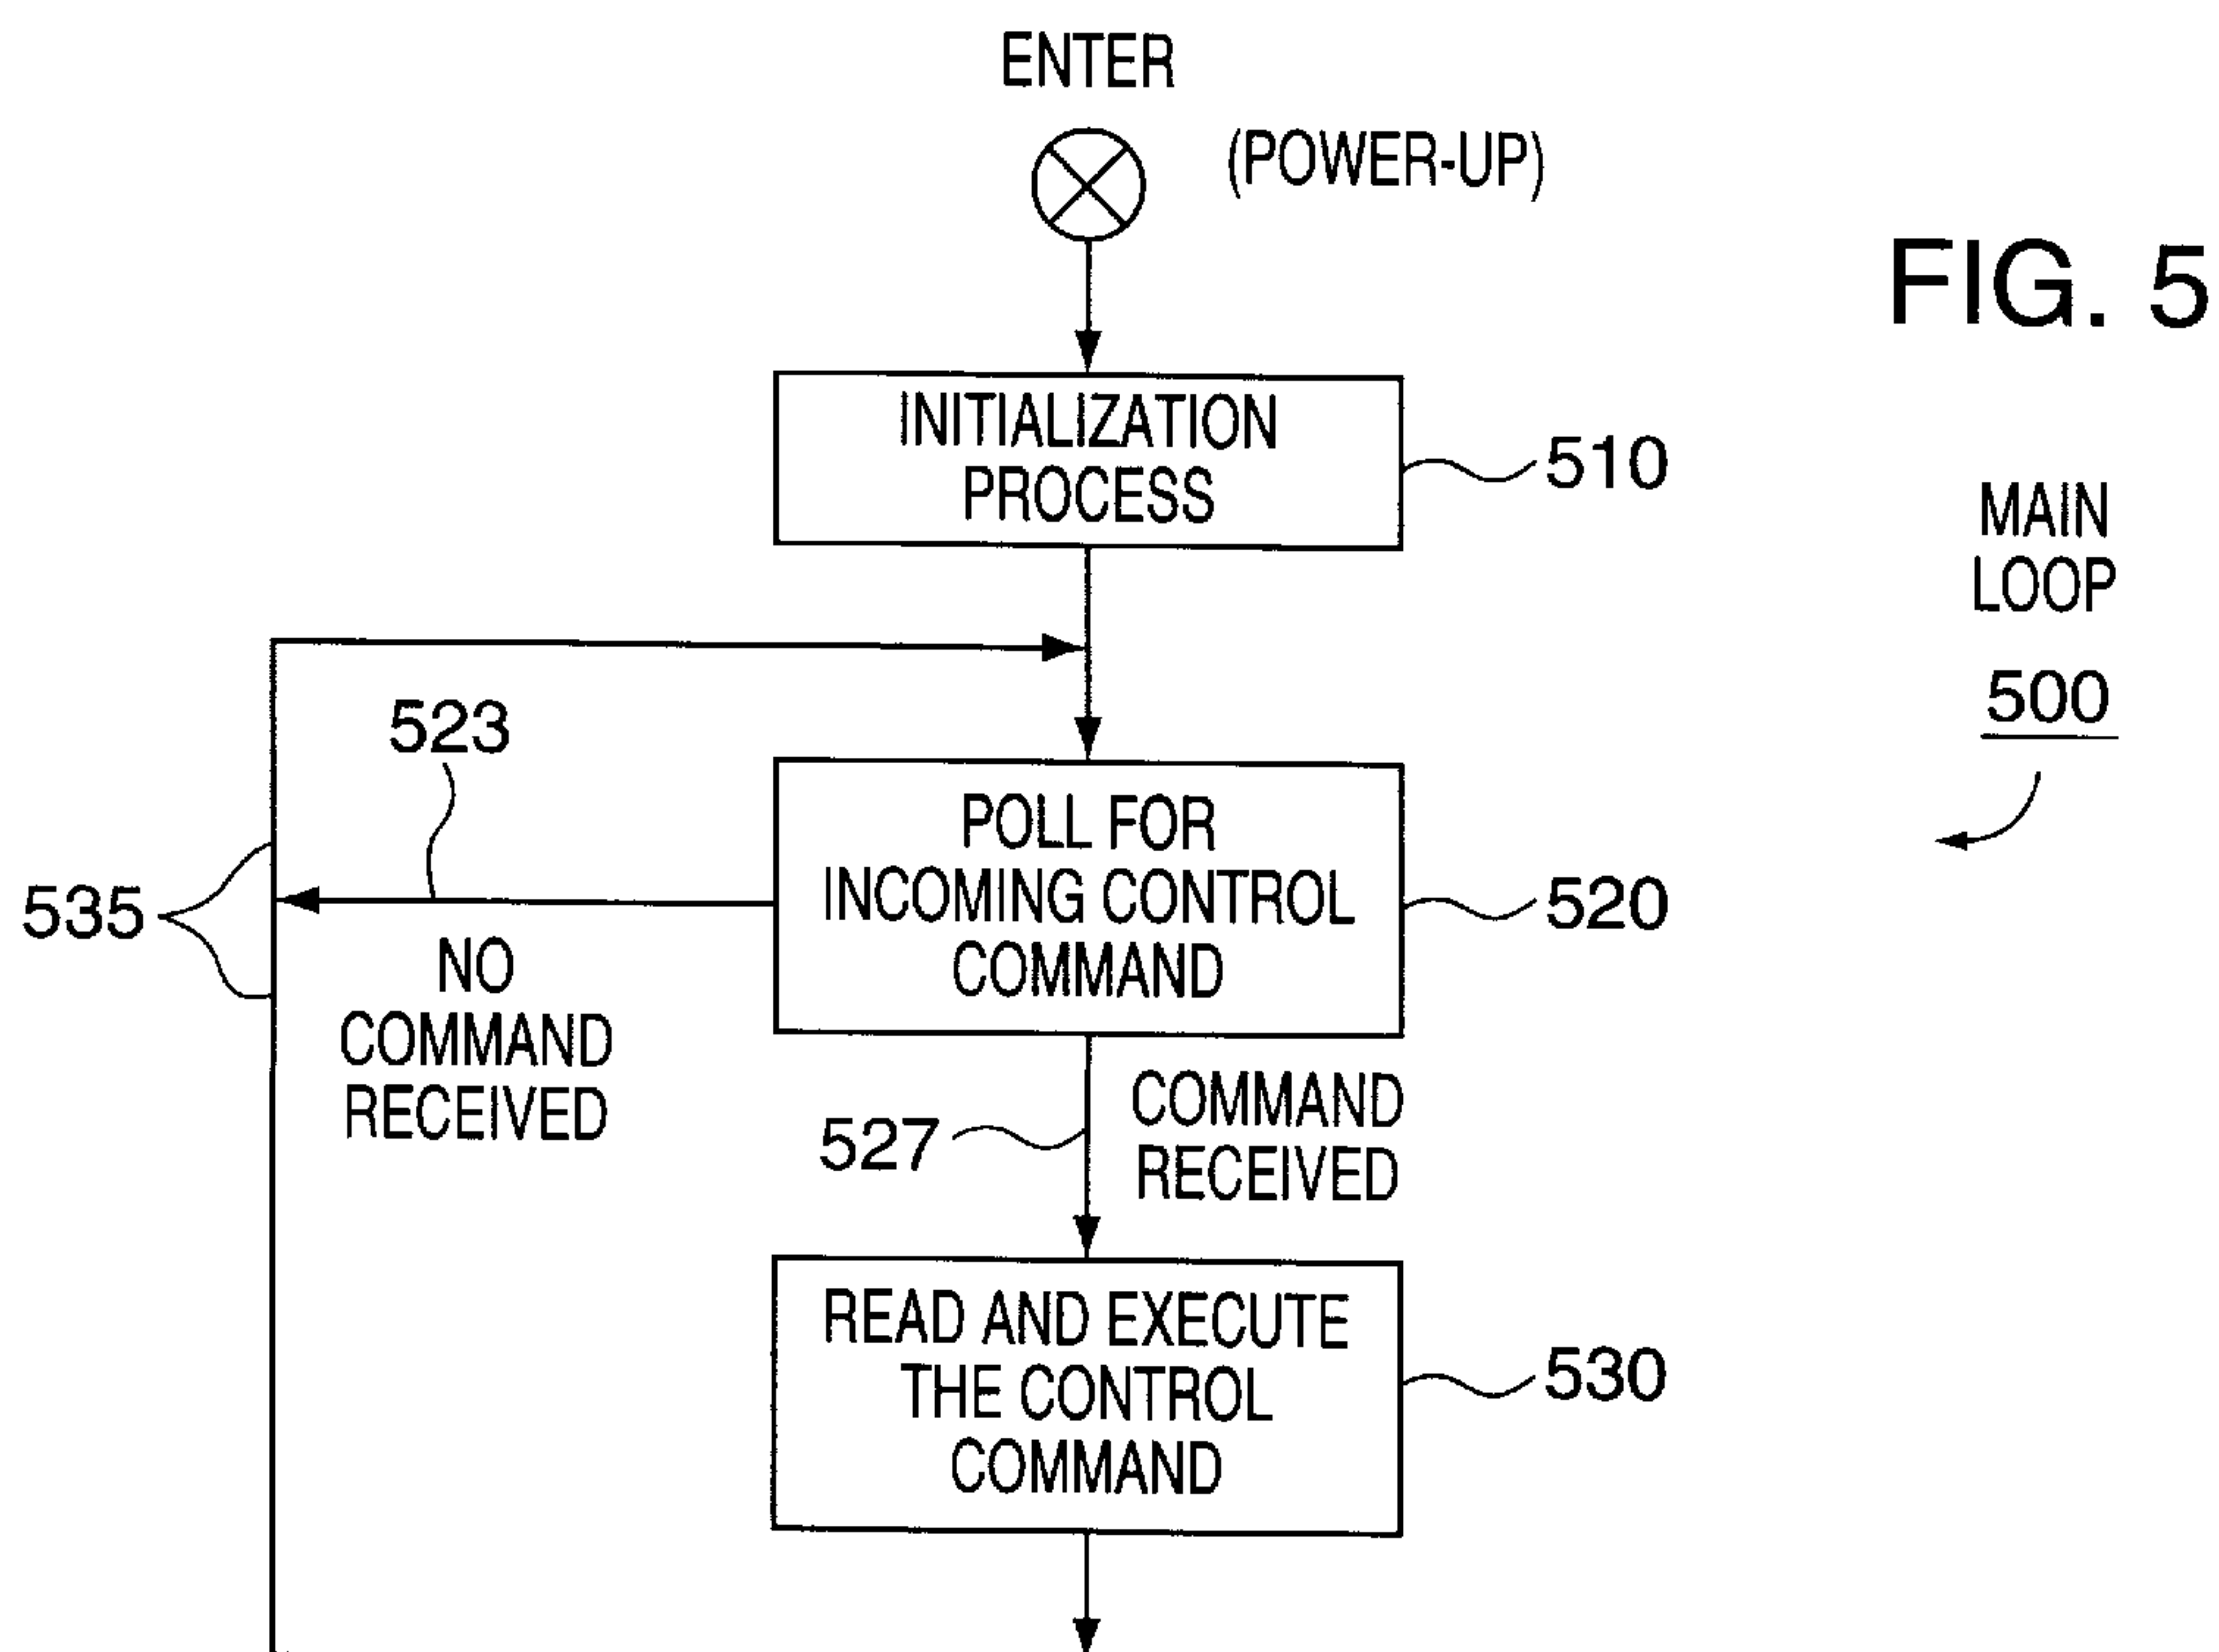 ENTER
(POWER-UP)
FIG. 5
INITIALIZATION
PROCESS
510
MAIN
LOOP
500
523
POLL FOR
INCOMING CONTROL
COMMAND
520
535
NO
COMMAND
RECEIVED
527
COMMAND
RECEIVED
READ AND EXECUTE
THE CONTROL
COMMAND
530